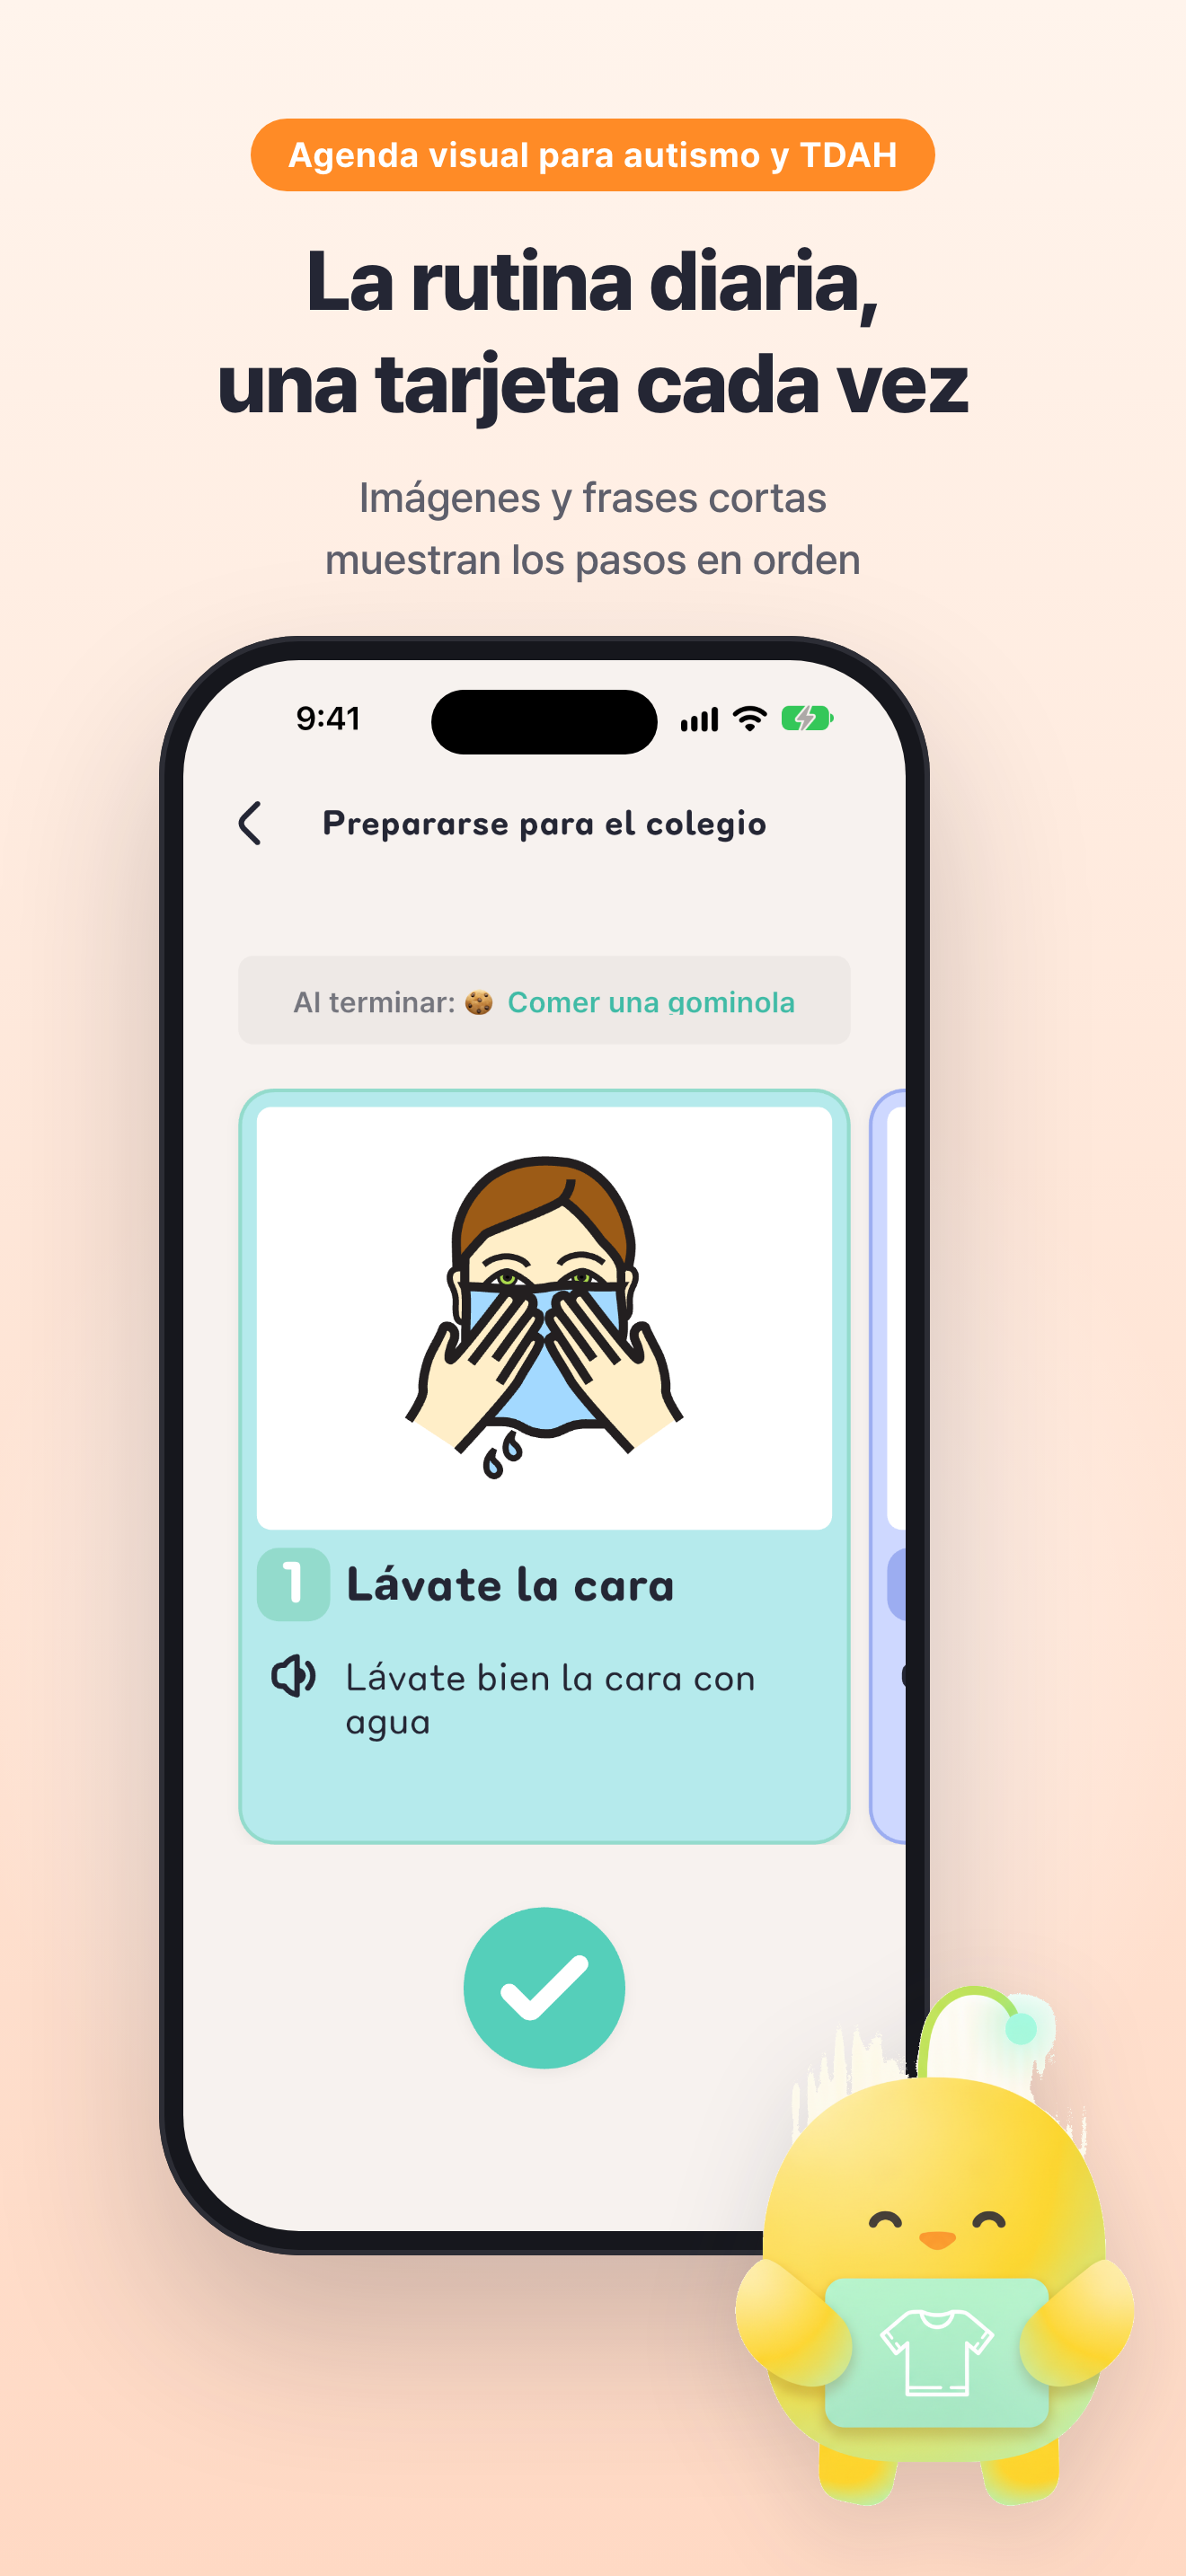 Agenda visual para autismo y TDAH
La rutina diaria,
una tarjeta cada vez
Imágenes y frases cortas
muestran los pasos en orden
9:41
Prepararse para el colegio
Al terminar: 🍪 Comer una gominola
1 Lávate la cara
Lávate bien la cara con
agua